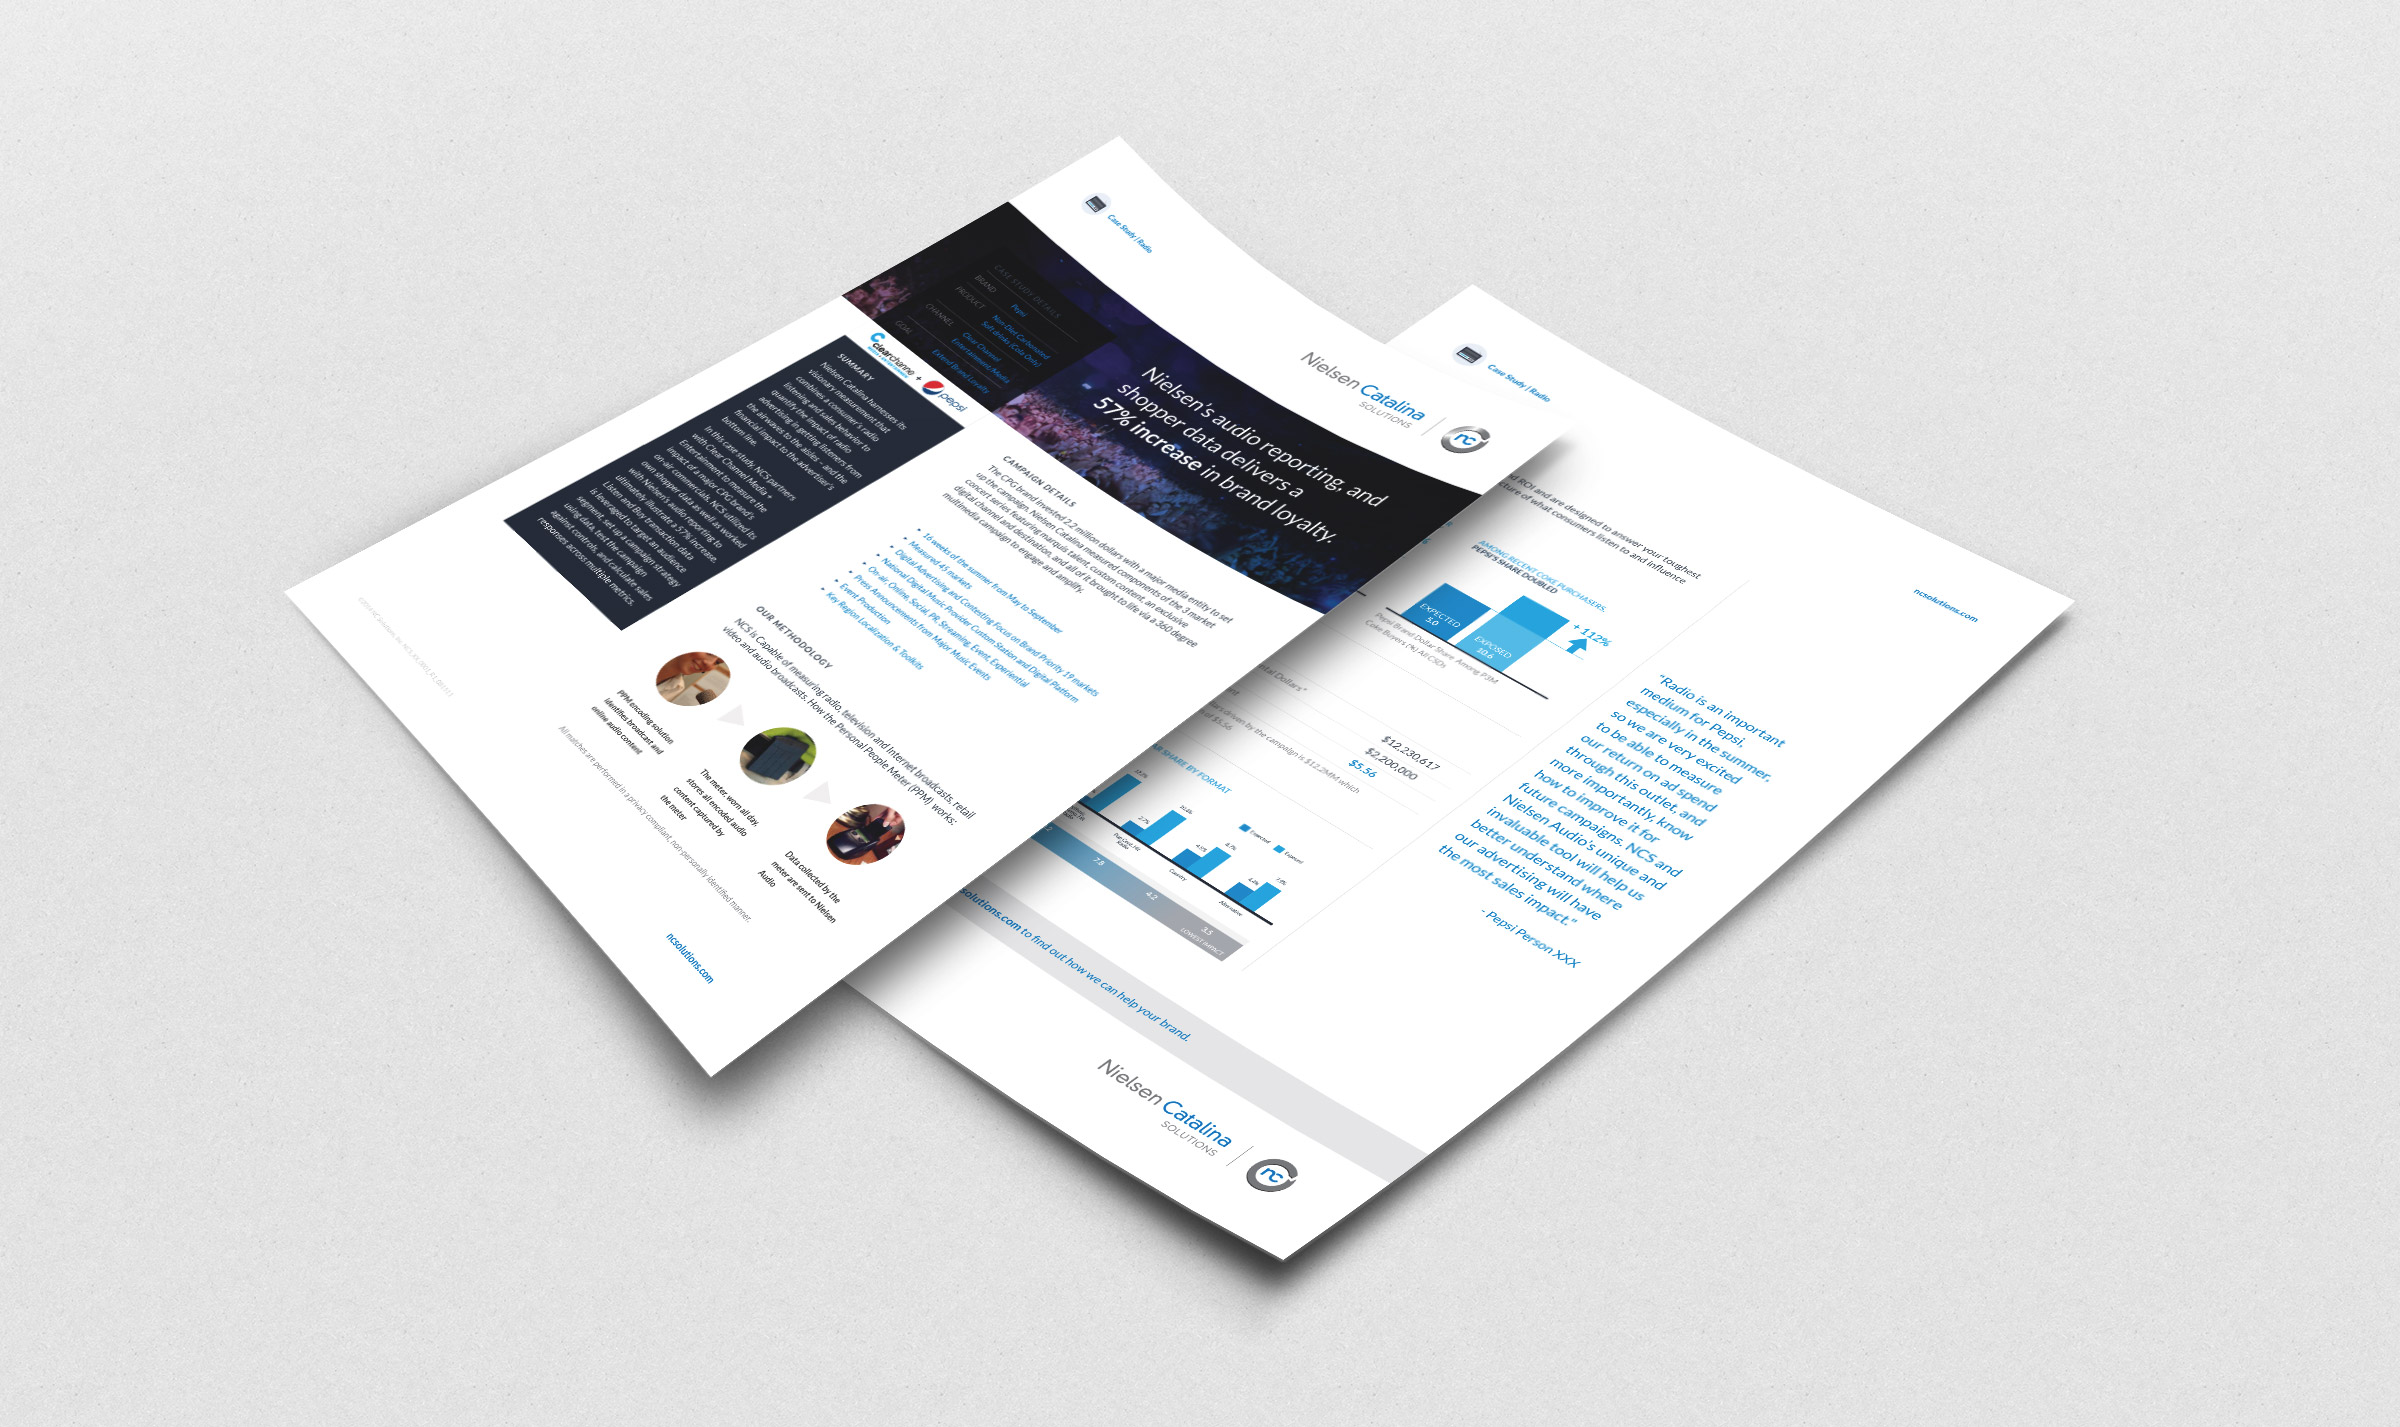 Case Study | Radio
Nielsen Catalina
SOLUTIONS
nc
CASE STUDY DETAILS
BRAND Pepsi
PRODUCT Non-Diet Carbonated
Soft drinks (Cola Only)
CHANNEL Clear Channel
Entertainment/Media
GOAL Extend Brand Loyalty
Nielsen's audio reporting, and
shopper data delivers a
57% increase in brand loyalty.
clearchannel
+ pepsi
SUMMARY
Nielsen Catalina harnesses its
visionary measurement that
combines a consumer's radio
listening and sales behavior to
quantify the impact of radio
advertising in getting listeners from
the airwaves to the aisles - and the
financial impact to the advertiser's
bottom line.
In this case study, NCS partners
with Clear Channel Media +
Entertainment to measure the
impact of a major CPG brand's
on-air commercials. NCS utilized its
own shopper data as well as worked
with Nielsen's audio reporting to
ultimately illustrate a 57% increase.
Listen and Buy transaction data
is leveraged to target an audience
segment, set up a campaign strategy
using data, test the campaign
against controls, and calculate sales
responses across multiple metrics.
CAMPAIGN DETAILS
The CPG brand invested 2.2 million dollars with a major media entity to set
up the campaign. Nielsen Catalina measured components of the 3 market
concert series featuring marquis talent, custom content, an exclusive
digital channel and destination, and all of it brought to life via a 360 degree
multimedia campaign to engage and amplify.
16 weeks of the summer from May to September
Measured 45 markets
Digital Advertising and Contesting Focus on Brand Priority 19 markets
National Digital Music Provider Custom Station and Digital Platform
On-air, Online, Social, PR, Streaming, Event, Experiential
Press Announcements from Major Music Events
Event Production
Key Region Localization & Toolkits
OUR METHODOLOGY
NCS is Capable of measuring radio, television and Internet broadcasts, retail
video and audio broadcasts. How the Personal People Meter (PPM) works:
PPM encoding solution
identifies broadcast and
online audio content
The meter, worn all day,
stores all encoded audio
content captured by
the meter
Data collected by the
meter are sent to Nielsen
Audio
All matches are performed in a privacy compliant, non-personally identified manner.
ncsolutions.com
Case Study | Radio
ROI and are designed to answer your toughest
of what consumers listen to and influence
AMONG RECENT COKE PURCHASERS,
PEPSI'S SHARE DOUBLED
EXPECTED
5.0
EXPOSED
10.6
+ 112%
Pepsi Brand Dollar Share Among P3M
Coke Buyers (%) All CSDs
Dollars"
$12,230,617
$2,200,000
$5.56
driven by the campaign is $12.2MM which
of $5.56
SHARE BY FORMAT
Expected
Exposed
2.7%
4.5%
6.7%
4.2%
7.8%
Country
Alternative
7.9
4.2
3.5
LOWEST IMPACT
solutions.com to find out how we can help your brand.
"Radio is an important
medium for Pepsi,
especially in the summer,
so we are very excited
to be able to measure
our return on ad spend
through this outlet, and
more importantly, know
how to improve it for
future campaigns. NCS and
Nielsen Audio's unique and
invaluable tool will help us
better understand where
our advertising will have
the most sales impact."
- Pepsi Person XXX
ncsolutions.com
Nielsen Catalina
SOLUTIONS
nc